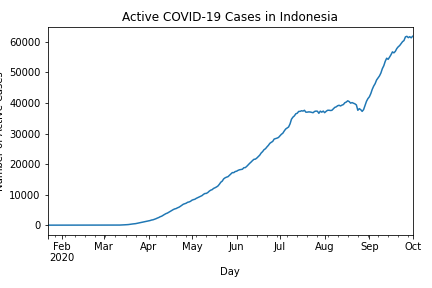 Active COVID-19 Cases in Indonesia
Number of Active Cases
60000
50000
40000
30000
20000
10000
0
Feb Mar Apr May Jun Jul Aug Sep Oct
2020
Day